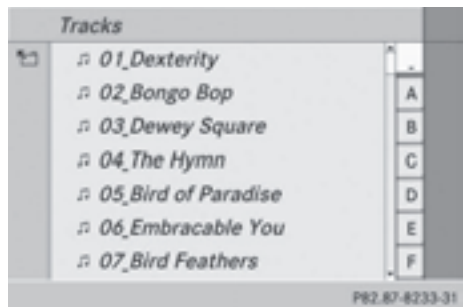 Tracks
01_Dexterity
02_Bongo Bop
03_Dewey Square
04_The Hymn
05_Bird of Paradise
06_Embracable You
07_Bird Feathers
A
B
C
D
E
F
P82.87-8233-31